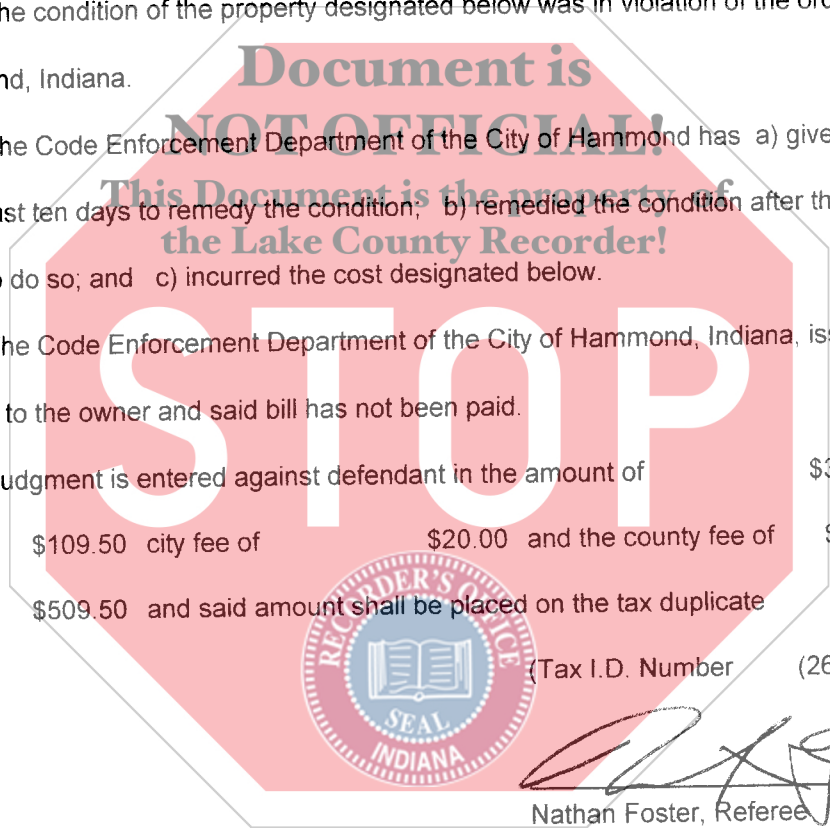 he condition of the property designated below was in violation of the ord
nd, Indiana.
Document is
NOT OFFICIAL!
he Code Enforcement Department of the City of Hammond has a) give
This Document is the property of
st ten days to remedy the condition; b) remedied the condition after th
the Lake County Recorder!
do so; and c) incurred the cost designated below.
he Code Enforcement Department of the City of Hammond, Indiana, iss
to the owner and said bill has not been paid.
STOP
udgment is entered against defendant in the amount of $3
$109.50 city fee of $20.00 and the county fee of $
$509.50 and said amount shall be placed on the tax duplicate
RECORDER'S OFFICE
SEAL
INDIANA
(Tax I.D. Number (26
Nathan Foster, Referee